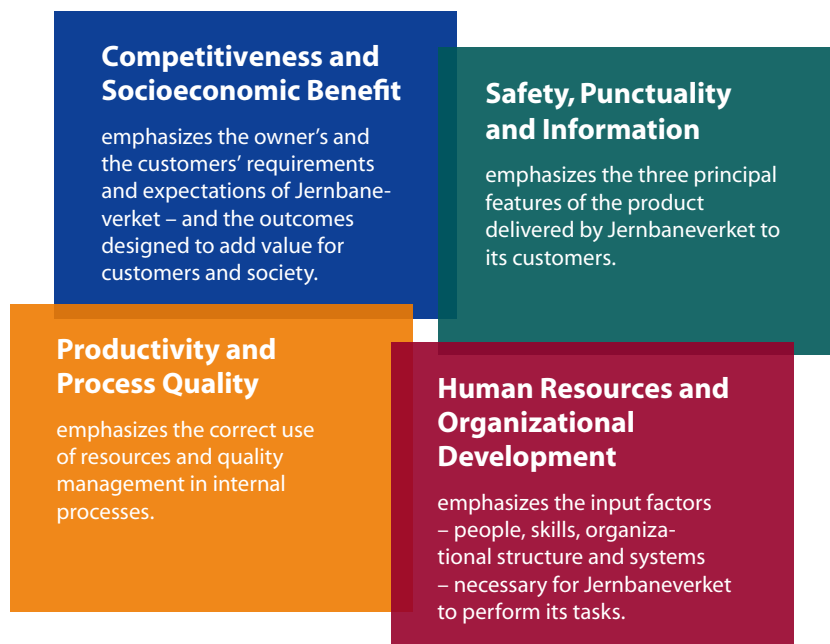 Competitiveness and
Socioeconomic Benefit
emphasizes the owner’s and
the customers’ requirements
and expectations of Jernbane-
verket – and the outcomes
designed to add value for
customers and society.
Safety, Punctuality
and Information
emphasizes the three principal
features of the product
delivered by Jernbaneverket to
its customers.
Productivity and
Process Quality
emphasizes the correct use
of resources and quality
management in internal
processes.
Human Resources and
Organizational
Development
emphasizes the input factors
– people, skills, organiza-
tional structure and systems
– necessary for Jernbaneverket
to perform its tasks.